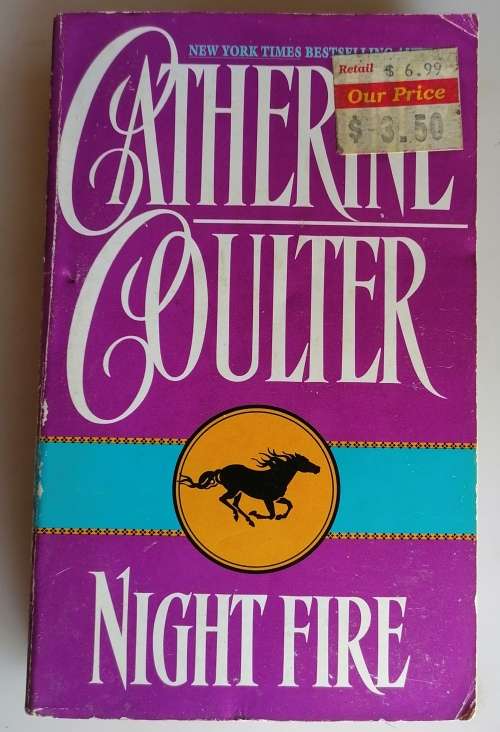 NEW YORK TIMES BESTSELLING
Retail $ 6.99
Our Price
$ 3.50
CATHERINE
COULTER
NIGHT FIRE